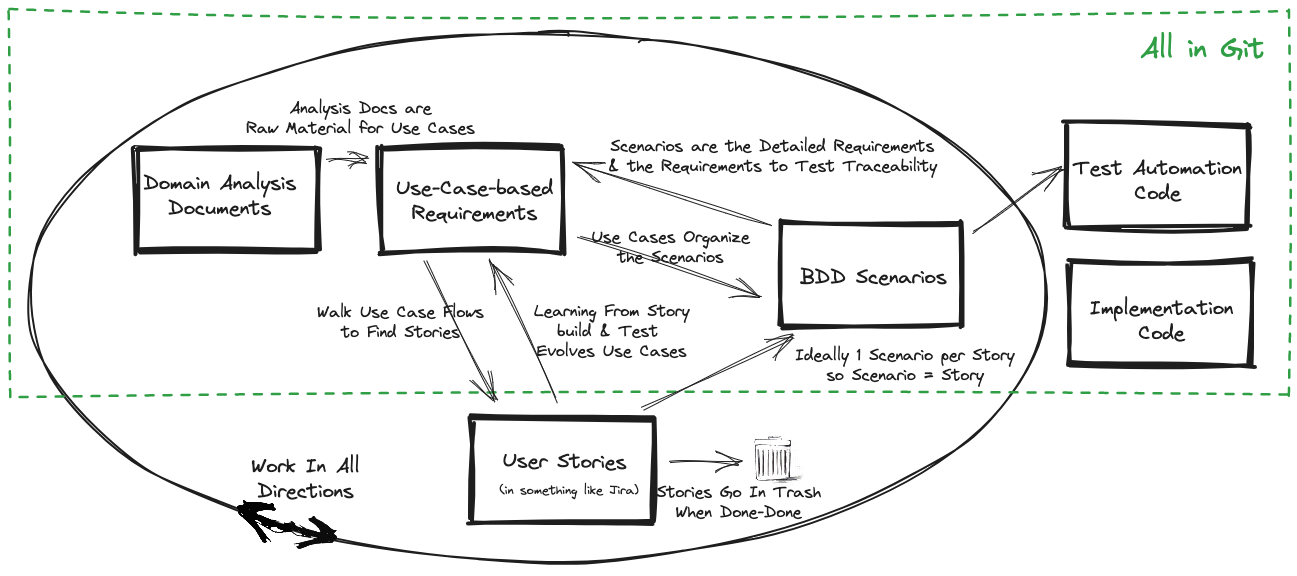 All in Git
Analysis Docs are
Raw Material for Use Cases
Domain Analysis
Documents
Use-Case-based
Requirements
Scenarios are the Detailed Requirements
& the Requirements to Test Traceability
Test Automation
Code
Use Cases Organize
the Scenarios
BDD Scenarios
Implementation
Code
Walk Use Case Flows
to Find Stories
Learning From Story
build & Test
Evolves Use Cases
Ideally 1 Scenario per Story
so Scenario = Story
User Stories
(in something like Jira)
Stories Go In Trash
When Done-Done
Work In All
Directions